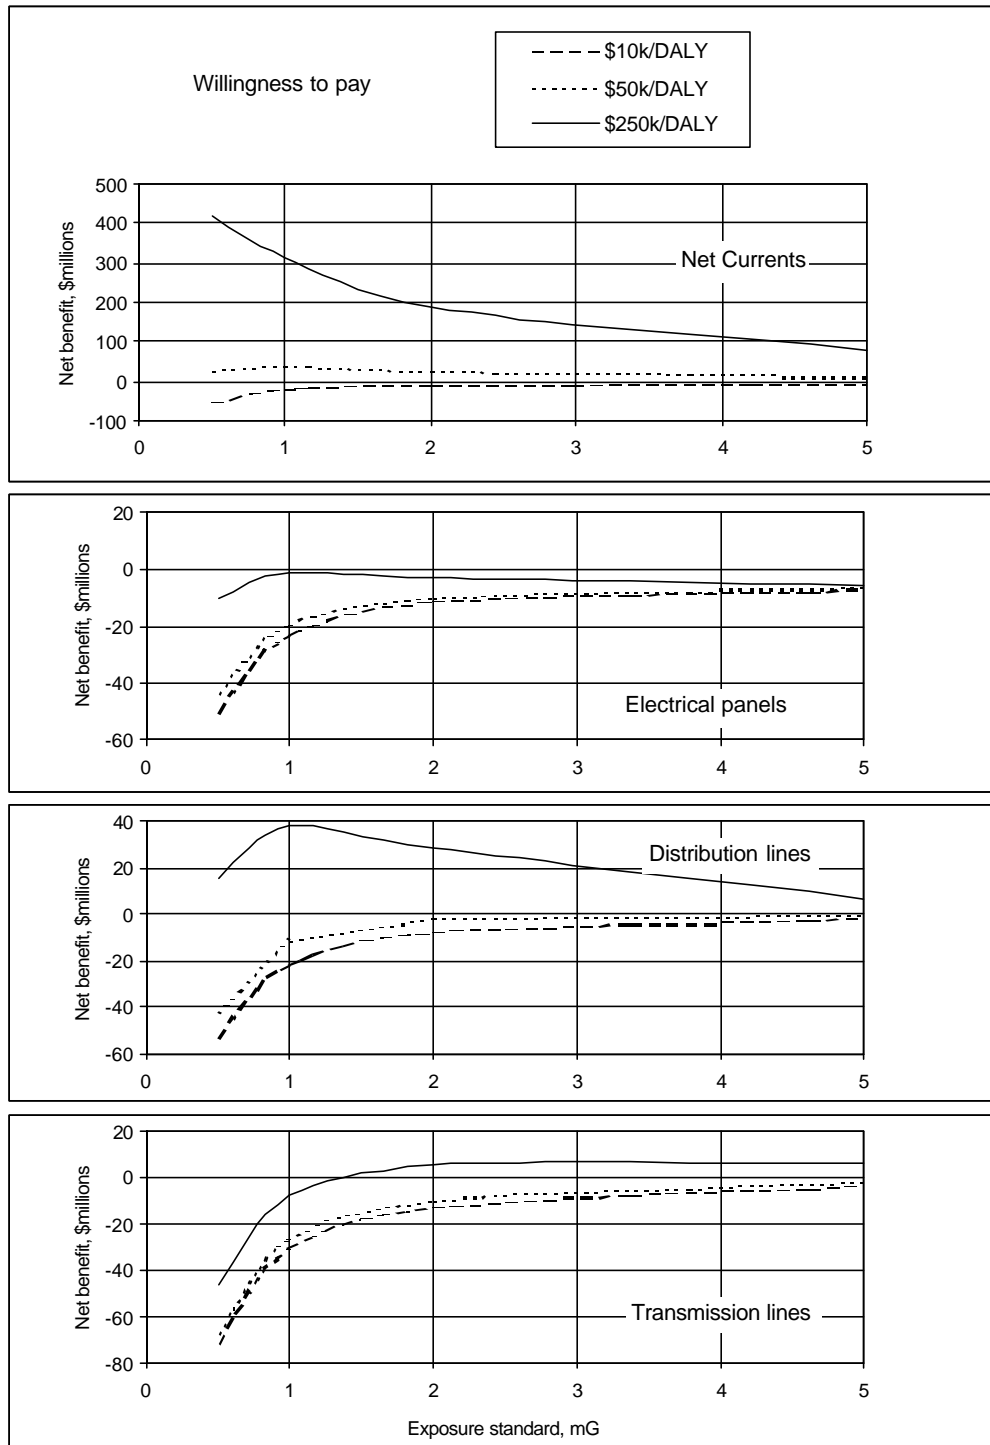 Willingness to pay
$10k/DALY
$50k/DALY
$250k/DALY
Net benefit, $millions
500
400
300
200
100
0
-100
Net Currents
0 1 2 3 4 5
Net benefit, $millions
20
0
-20
-40
-60
Electrical panels
0 1 2 3 4 5
Net benefit, $millions
40
20
0
-20
-40
-60
Distribution lines
0 1 2 3 4 5
Net benefit, $millions
20
0
-20
-40
-60
-80
Transmission lines
0 1 2 3 4 5
Exposure standard, mG